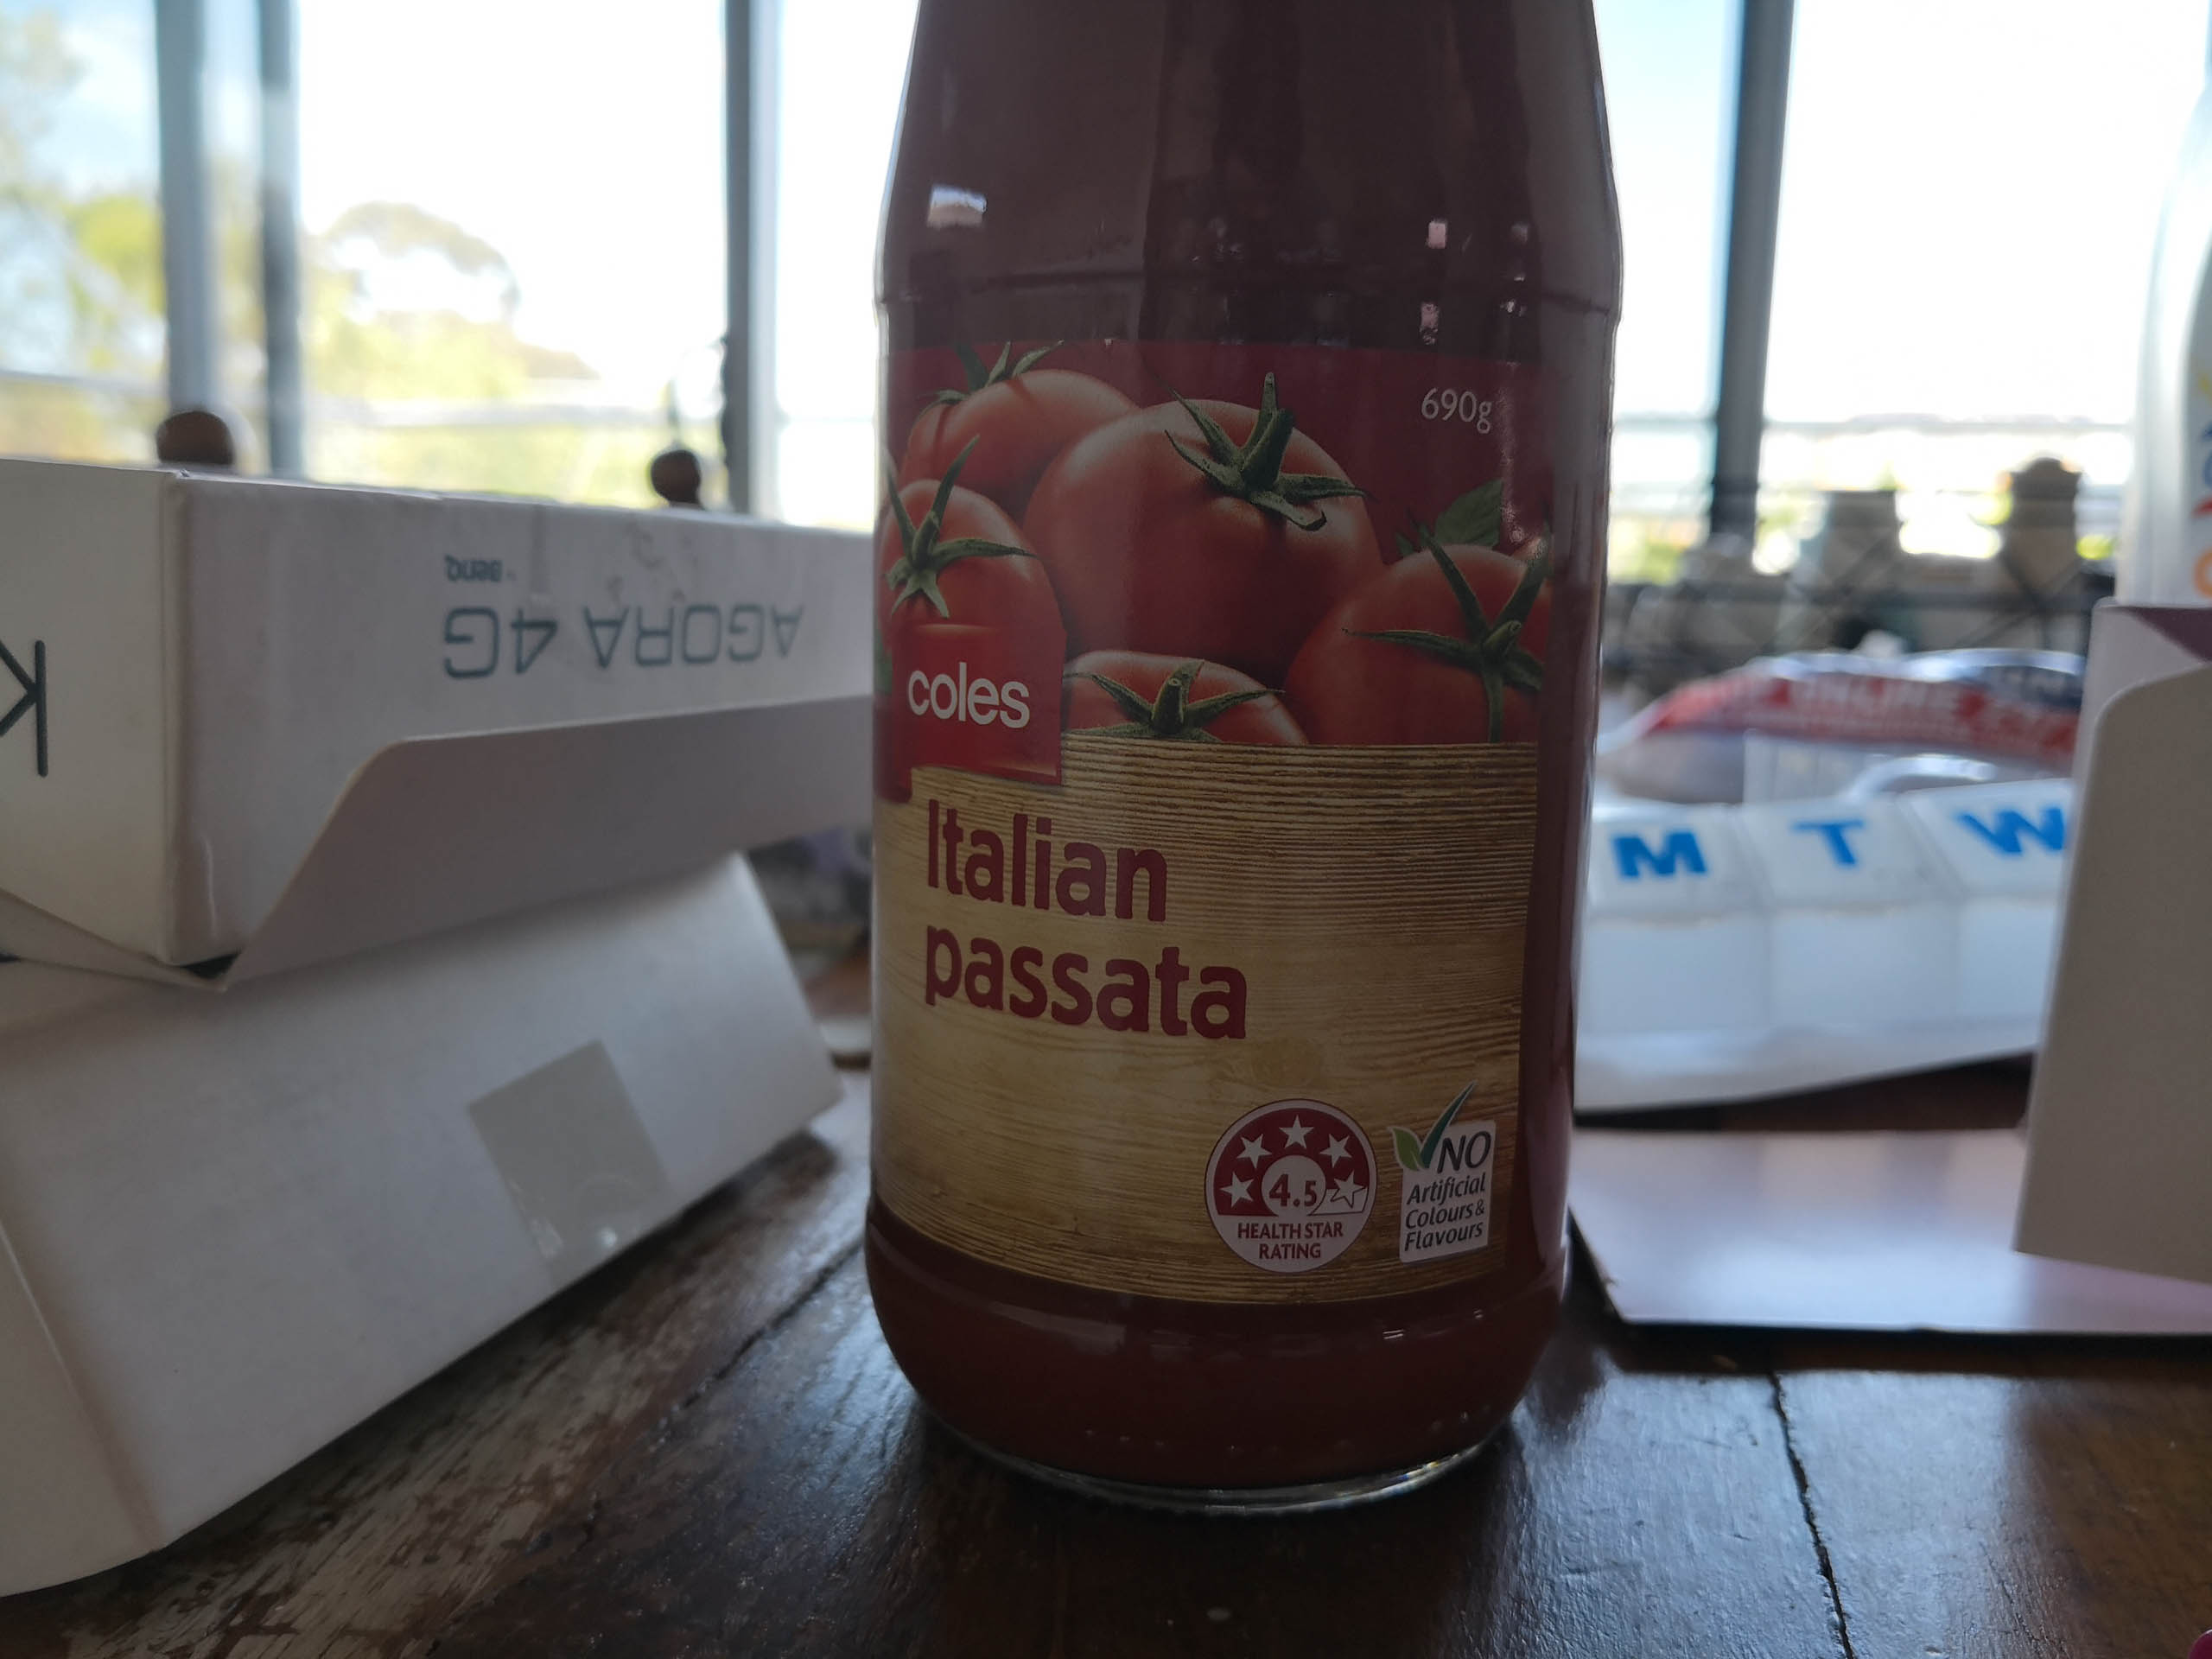 690g
coles
Italian
passata
4.5
HEALTH STAR
RATING
NO
Artificial
Colours &
Flavours
AGORA 4G
K
M T W